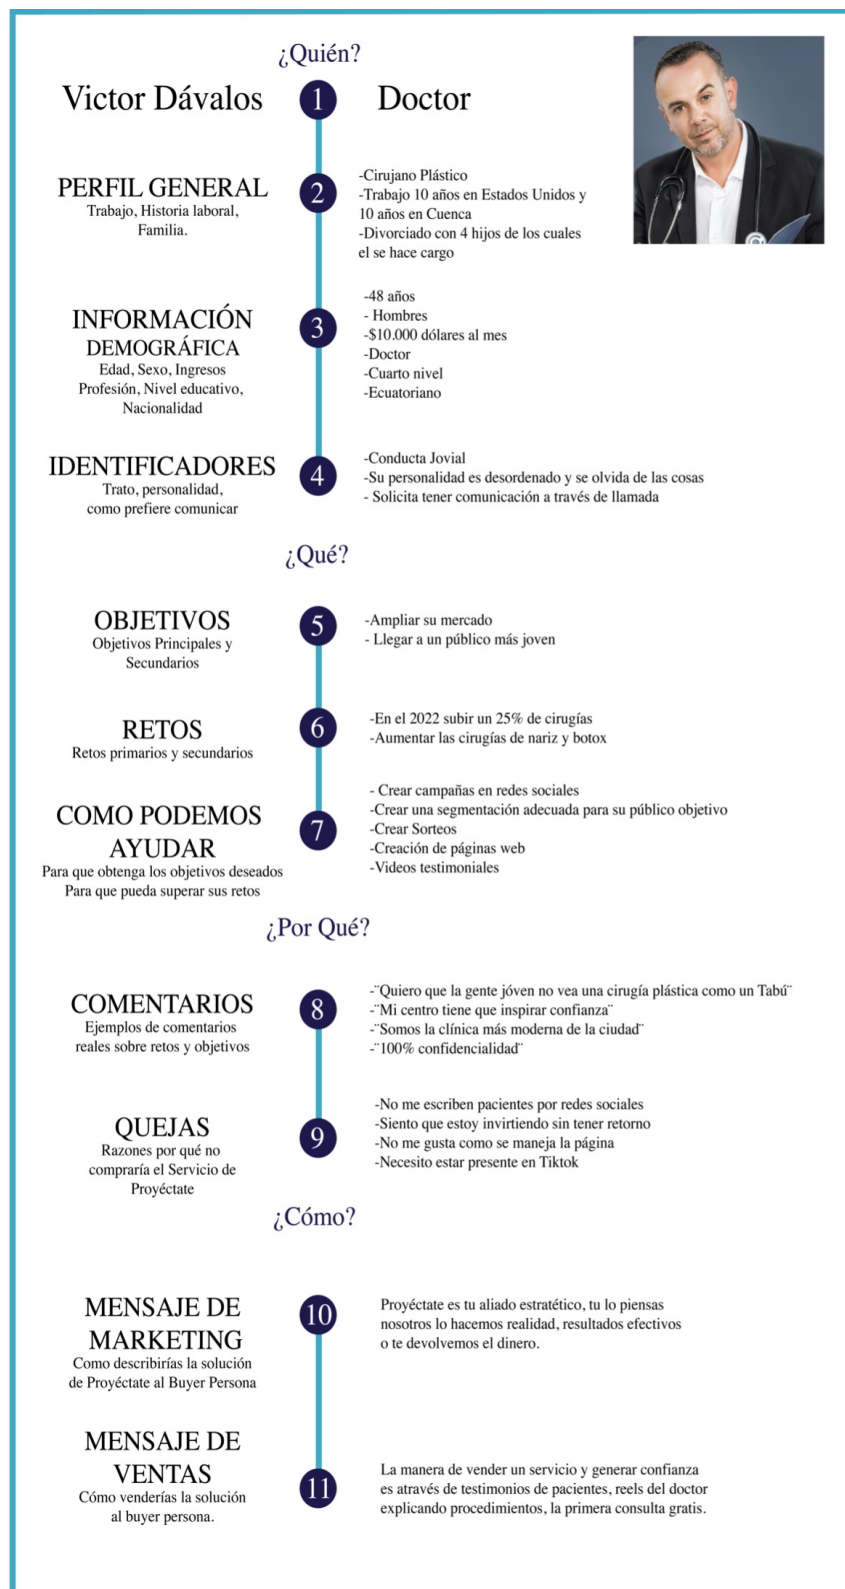 ¿Quién?
Victor Dávalos
1
Doctor
PERFIL GENERAL
Trabajo, Historia laboral,
Familia.
2
-Cirujano Plástico
-Trabajo 10 años en Estados Unidos y
10 años en Cuenca
-Divorciado con 4 hijos de los cuales
el se hace cargo
INFORMACIÓN
DEMOGRÁFICA
Edad, Sexo, Ingresos
Profesión, Nivel educativo,
Nacionalidad
3
-48 años
- Hombres
-$10.000 dólares al mes
-Doctor
-Cuarto nivel
-Ecuatoriano
IDENTIFICADORES
Trato, personalidad,
como prefiere comunicar
4
-Conducta Jovial
-Su personalidad es desordenado y se olvida de las cosas
- Solicita tener comunicación a través de llamada
¿Qué?
OBJETIVOS
Objetivos Principales y
Secundarios
5
-Ampliar su mercado
- Llegar a un público más joven
RETOS
Retos primarios y secundarios
6
-En el 2022 subir un 25% de cirugías
-Aumentar las cirugías de nariz y botox
COMO PODEMOS
AYUDAR
Para que obtenga los objetivos deseados
Para que pueda superar sus retos
7
- Crear campañas en redes sociales
-Crear una segmentación adecuada para su público objetivo
-Crear Sorteos
-Creación de páginas web
-Videos testimoniales
¿Por Qué?
COMENTARIOS
Ejemplos de comentarios
reales sobre retos y objetivos
8
-¨Quiero que la gente jóven no vea una cirugía plástica como un Tabú¨
-¨Mi centro tiene que inspirar confianza¨
-¨Somos la clínica más moderna de la ciudad¨
-¨100% confidencialidad¨
QUEJAS
Razones por qué no
compraría el Servicio de
Proyéctate
9
-No me escriben pacientes por redes sociales
-Siento que estoy invirtiendo sin tener retorno
-No me gusta como se maneja la página
-Necesito estar presente en Tiktok
¿Cómo?
MENSAJE DE
MARKETING
Como describirías la solución
de Proyéctate al Buyer Persona
10
Proyéctate es tu aliado estratético, tu lo piensas
nosotros lo hacemos realidad, resultados efectivos
o te devolvemos el dinero.
MENSAJE DE
VENTAS
Cómo venderías la solución
al buyer persona.
11
La manera de vender un servicio y generar confianza
es através de testimonios de pacientes, reels del doctor
explicando procedimientos, la primera consulta gratis.